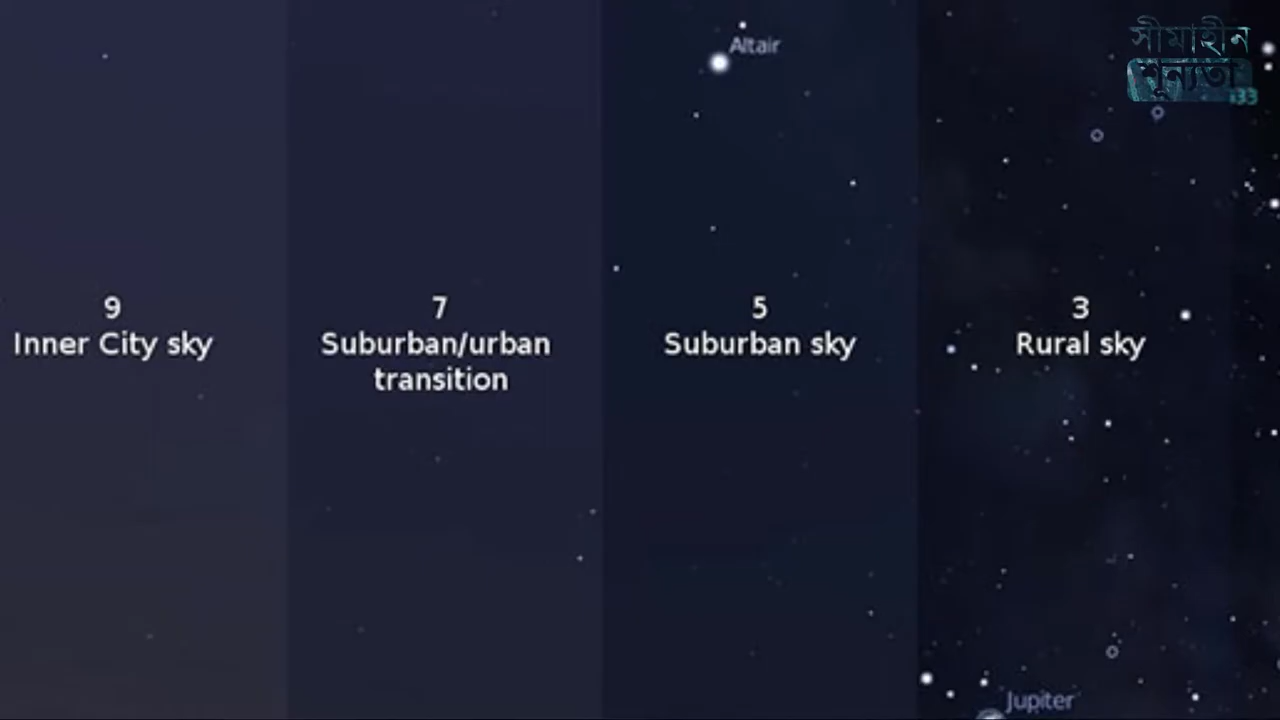 Altair
সীমাহীন
শূন্যতা
9
Inner City sky
7
Suburban/urban
transition
5
Suburban sky
3
Rural sky
Jupiter